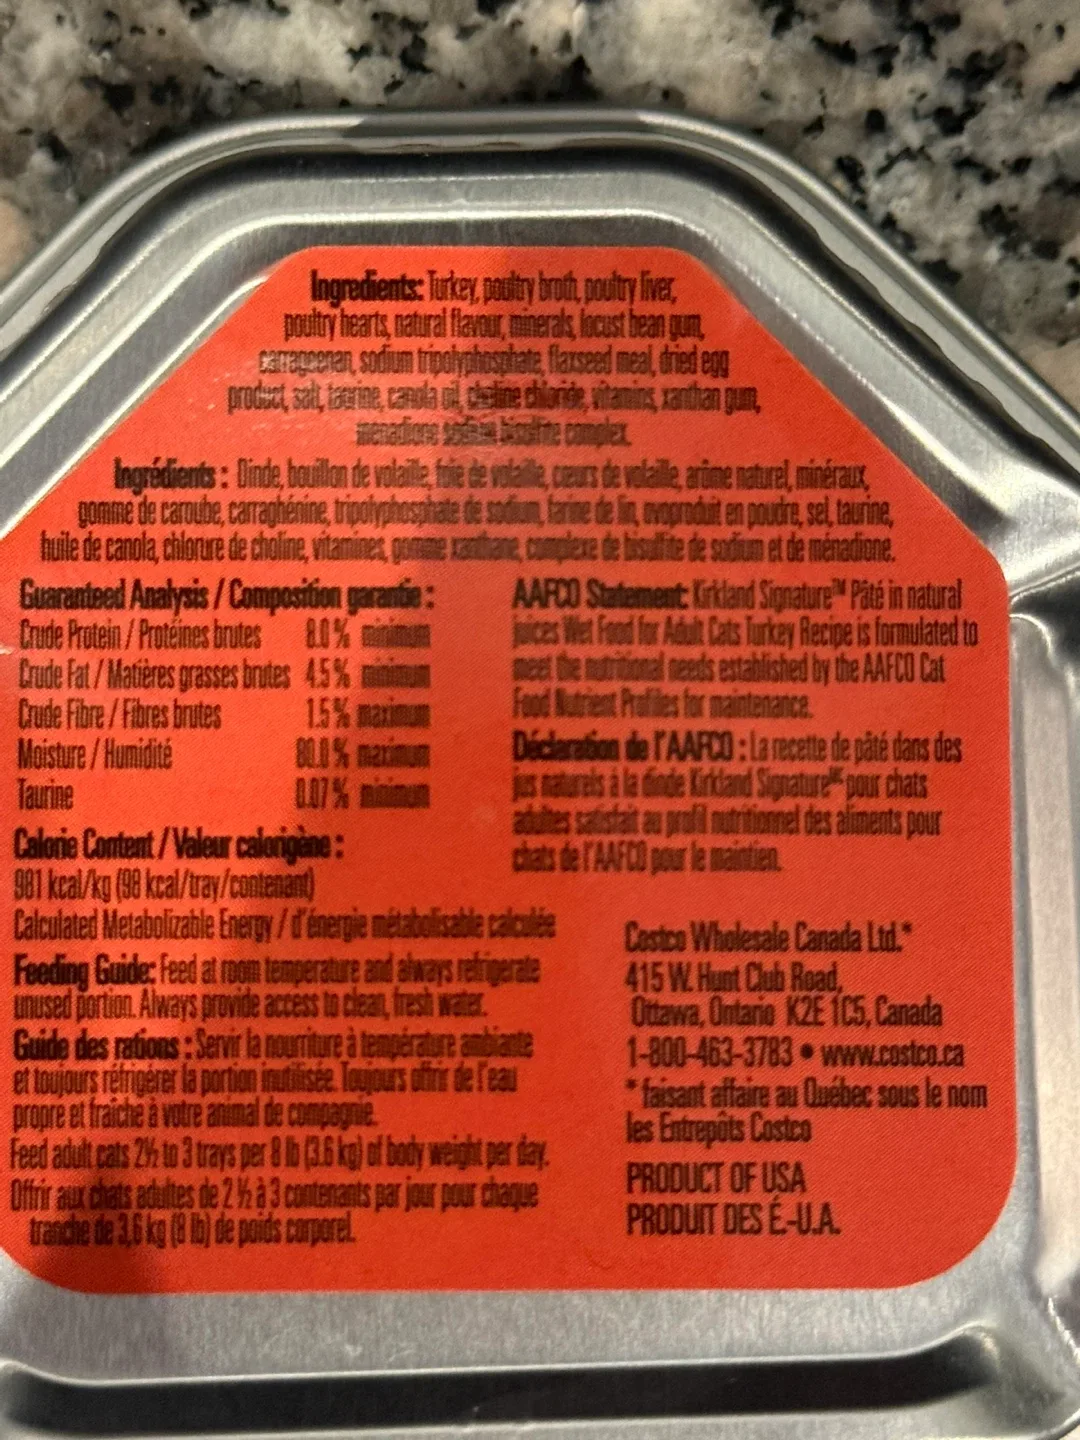 Ingredients: Turkey, poultry broth, poultry liver,
poultry hearts, natural flavour, minerals, locust bean gum,
carrageenan, sodium tripolyphosphate, flaxseed meal, dried egg
product, salt, taurine, canola oil, choline chloride, vitamins, xanthan gum,
menadione sodium bisulfite complex.
Ingrédients : Dinde, bouillon de volaille, foie de volaille, cœurs de volaille, arôme naturel, minéraux,
gomme de caroube, carraghénine, tripolyphosphate de sodium, farine de lin, ovoproduit en poudre, sel, taurine,
huile de canola, chlorure de choline, vitamines, gomme xanthane, complexe de bisulfite de sodium et de ménadione.
Guaranteed Analysis / Composition garantie :
Crude Protein / Protéines brutes 8.0 % minimum
Crude Fat / Matières grasses brutes 4.5 % minimum
Crude Fibre / Fibres brutes 1.5 % maximum
Moisture / Humidité 80.0 % maximum
Taurine 0.07 % minimum
Calorie Content / Valeur calorigène :
981 kcal/kg (98 kcal/tray/contenant)
Calculated Metabolizable Energy / d'énergie métabolisable calculée
Feeding Guide: Feed at room temperature and always refrigerate
unused portion. Always provide access to clean, fresh water.
Guide des rations : Servir la nourriture à température ambiante
et toujours réfrigérer la portion inutilisée. Toujours offrir de l'eau
propre et fraîche à votre animal de compagnie.
Feed adult cats 2½ to 3 trays per 8 lb (3.6 kg) of body weight per day.
Offrir aux chats adultes de 2 ½ à 3 contenants par jour pour chaque
tranche de 3,6 kg (8 lb) de poids corporel.
AAFCO Statement: Kirkland Signature™ Pâté in natural
juices Wet Food for Adult Cats Turkey Recipe is formulated to
meet the nutritional needs established by the AAFCO Cat
Food Nutrient Profiles for maintenance.
Déclaration de l'AAFCO : La recette de pâté dans des
jus naturels à la dinde Kirkland Signature<sup>MC</sup> pour chats
adultes satisfait au profil nutritionnel des aliments pour
chats de l'AAFCO pour le maintien.
Costco Wholesale Canada Ltd.*
415 W. Hunt Club Road,
Ottawa, Ontario K2E 1C5, Canada
1-800-463-3783 • www.costco.ca
* faisant affaire au Québec sous le nom
les Entrepôts Costco
PRODUCT OF USA
PRODUIT DES É.-U.A.